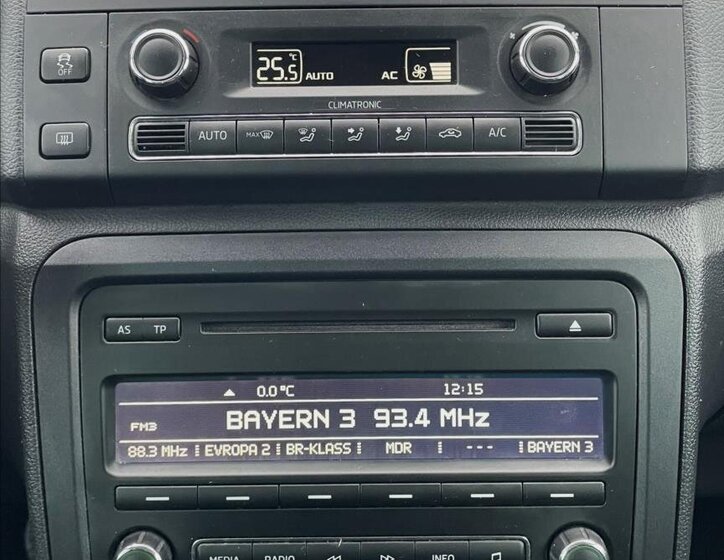 25.5 °C AUTO AC
OFF
CLIMATRONIC
AUTO MAX A/C
AS TP
0.0 °C 12:15
FM3 BAYERN 3 93.4 MHz
88.3 MHz EVROPA 2 BR-KLASS MDR --- BAYERN 3
MEDIA RADIO INFO